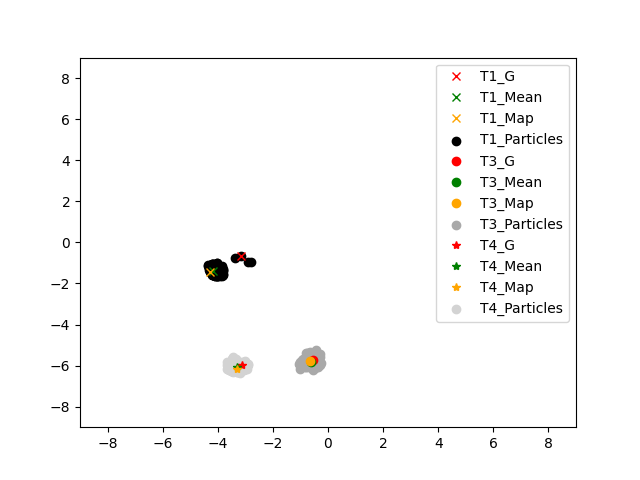 8
6
4
2
0
−2
−4
−6
−8
−8 −6 −4 −2 0 2 4 6 8
T1_G
T1_Mean
T1_Map
T1_Particles
T3_G
T3_Mean
T3_Map
T3_Particles
T4_G
T4_Mean
T4_Map
T4_Particles